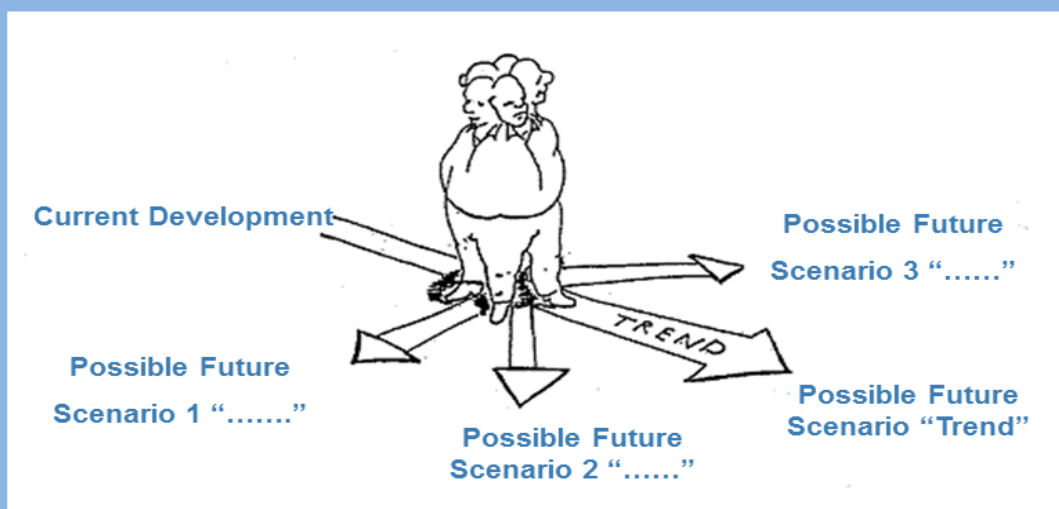 Current Development
Possible Future
Scenario 3 “……”
TREND
Possible Future
Scenario 1 “…….”
Possible Future
Scenario “Trend”
Possible Future
Scenario 2 “……”